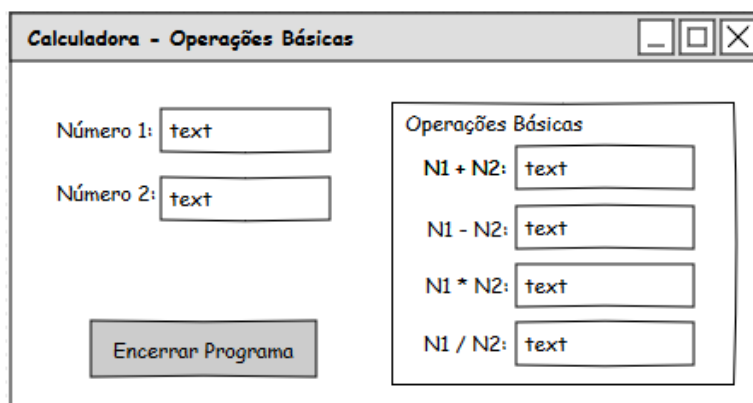 Calculadora - Operações Básicas
Número 1: text
Número 2: text
Encerrar Programa
Operações Básicas
N1 + N2: text
N1 - N2: text
N1 * N2: text
N1 / N2: text